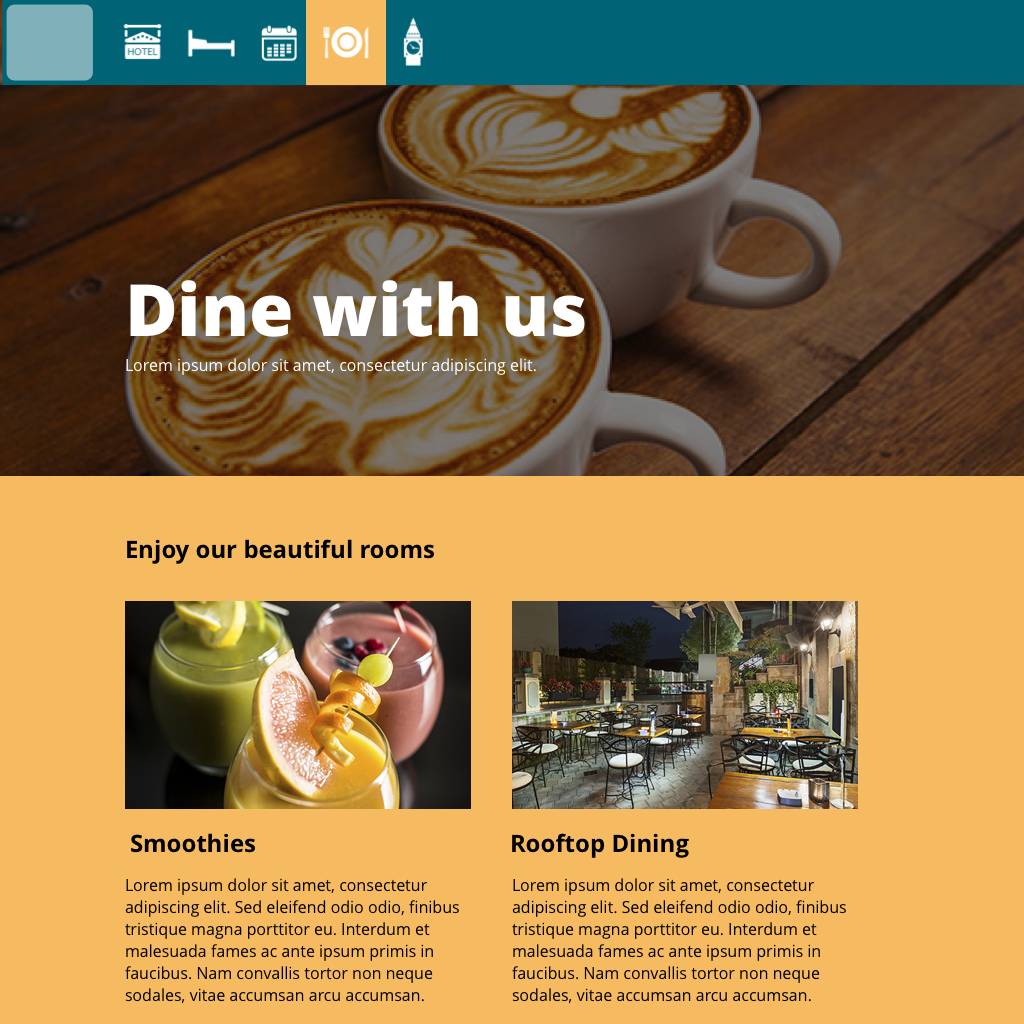 HOTEL
Dine with us
Lorem ipsum dolor sit amet, consectetur adipiscing elit.
Enjoy our beautiful rooms
Smoothies
Lorem ipsum dolor sit amet, consectetur
adipiscing elit. Sed eleifend odio odio, finibus
tristique magna porttitor eu. Interdum et
malesuada fames ac ante ipsum primis in
faucibus. Nam convallis tortor non neque
sodales, vitae accumsan arcu accumsan.
Rooftop Dining
Lorem ipsum dolor sit amet, consectetur
adipiscing elit. Sed eleifend odio odio, finibus
tristique magna porttitor eu. Interdum et
malesuada fames ac ante ipsum primis in
faucibus. Nam convallis tortor non neque
sodales, vitae accumsan arcu accumsan.